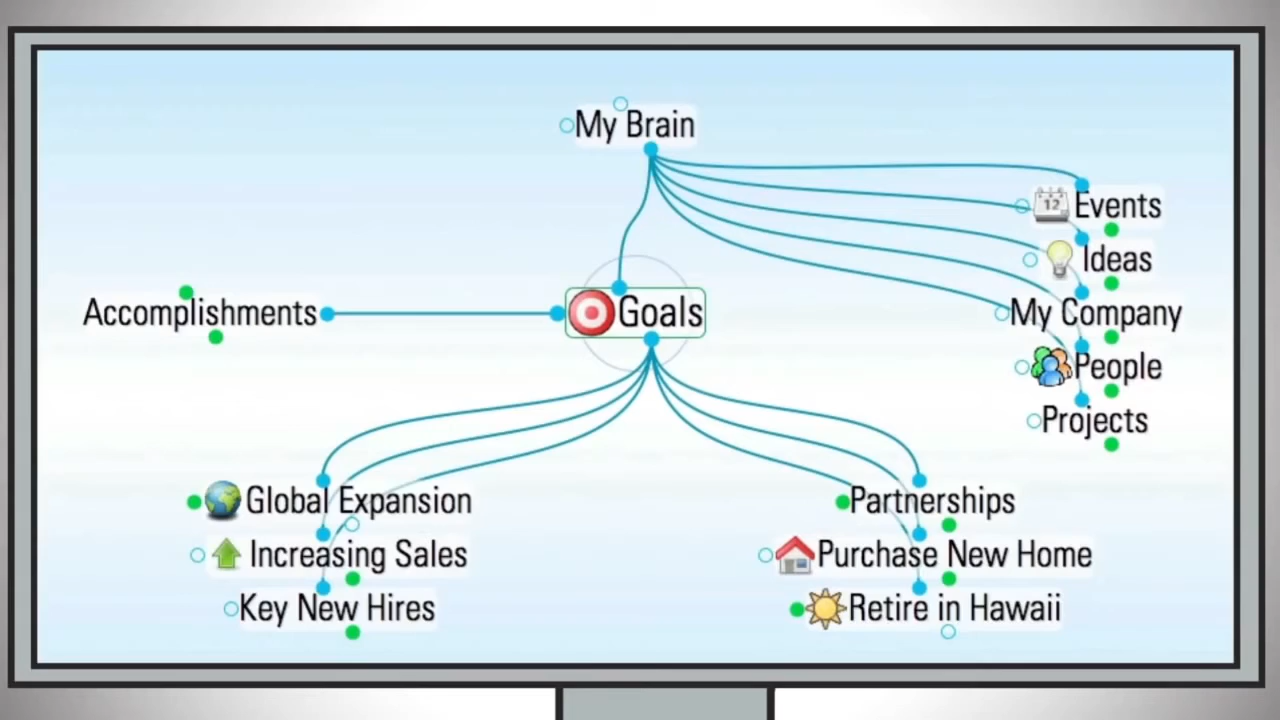 My Brain
Events
Ideas
My Company
People
Projects
Accomplishments
Goals
Global Expansion
Increasing Sales
Key New Hires
Partnerships
Purchase New Home
Retire in Hawaii
12